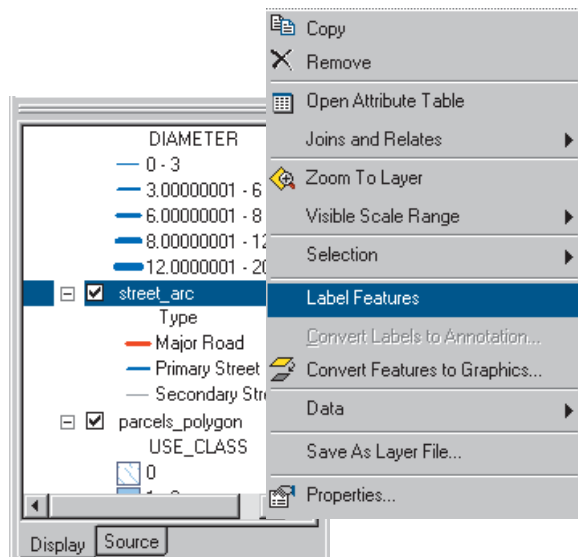 DIAMETER
0 - 3
3.00000001 - 6
6.00000001 - 8
8.00000001 - 12
12.0000001 - 20
street_arc
Type
Major Road
Primary Street
Secondary Stre
parcels_polygon
USE_CLASS
0
Display
Source
Copy
Remove
Open Attribute Table
Joins and Relates
Zoom To Layer
Visible Scale Range
Selection
Label Features
Convert Labels to Annotation...
Convert Features to Graphics...
Data
Save As Layer File...
Properties...